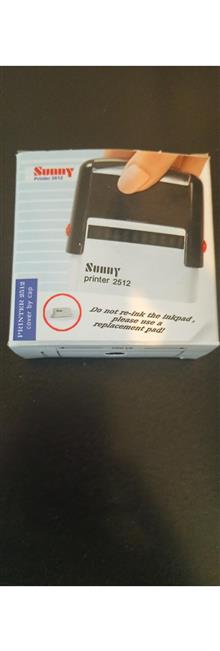 Sunny
Printer 2512
Sunny
printer 2512
PRINTER 2512
cover by cap
Do not re-ink the inkpad,
please use a
replacement pad!